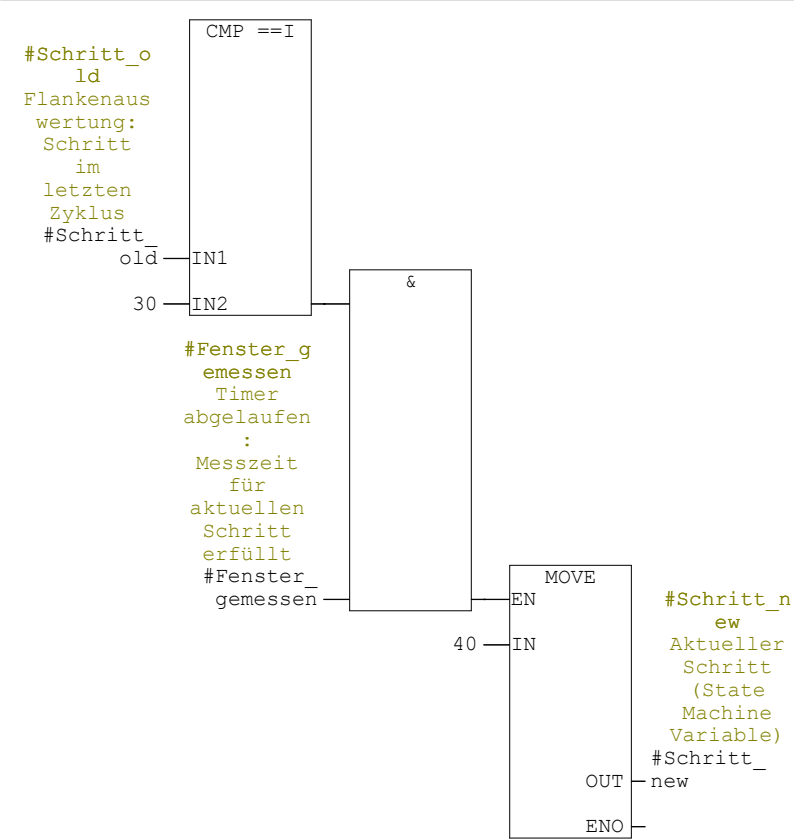 CMP ==I
#Schritt_o
ld
Flankenaus
wertung:
Schritt
im
letzten
Zyklus
#Schritt_
old
IN1
30
IN2
&
#Fenster_g
emessen
Timer
abgelaufen
:
Messzeit
für
aktuellen
Schritt
erfüllt
#Fenster_
gemessen
MOVE
EN
40
IN
#Schritt_n
ew
Aktueller
Schritt
(State
Machine
Variable)
#Schritt_
OUT
new
ENO